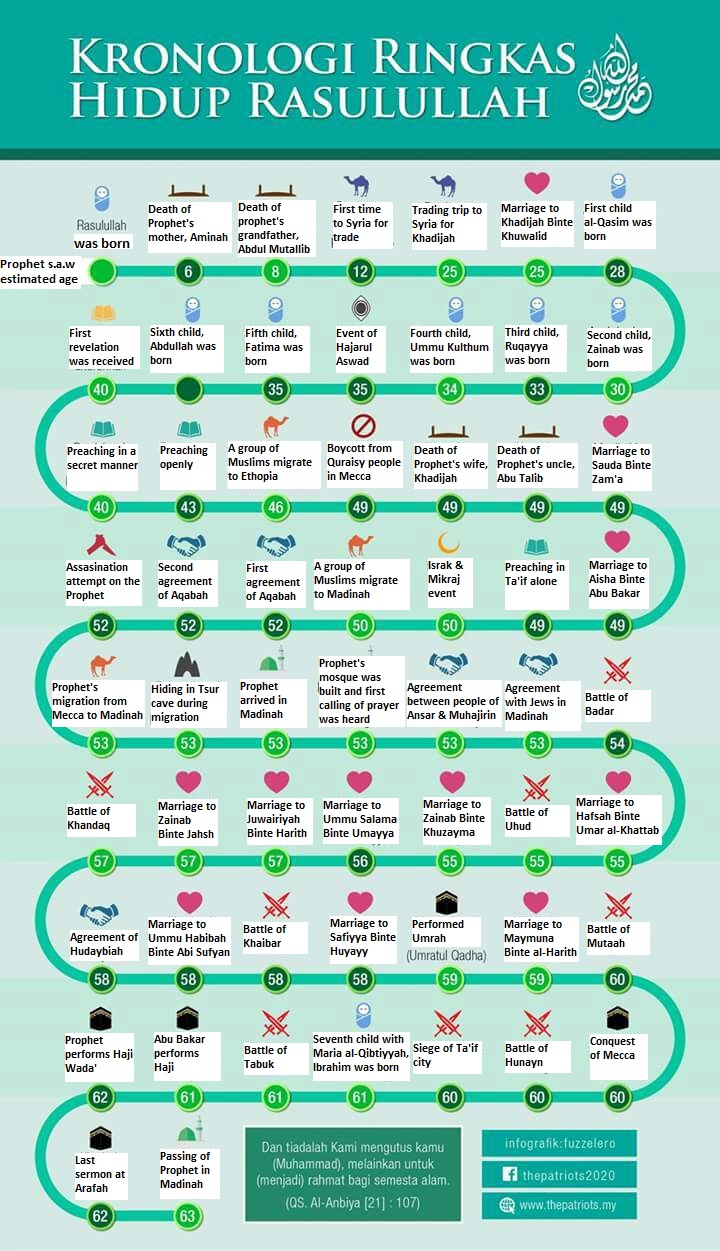 KRONOLOGI RINGKAS
HIDUP RASULULLAH
محمد رسول الله
Rasulullah
was born
Death of
Prophet's
mother, Aminah
Death of
prophet's
grandfather,
Abdul Mutallib
First time
to Syria for
trade
Trading trip to
Syria for
Khadijah
Marriage to
Khadijah Binte
Khuwalid
First child
al-Qasim was
born
Prophet s.a.w
estimated age
6
8
12
25
25
28
First
revelation
was received
Sixth child,
Abdullah was
born
Fifth child,
Fatima was
born
Event of
Hajarul
Aswad
Fourth child,
Ummu Kulthum
was born
Third child,
Ruqayya
was born
Second child,
Zainab was
born
40
35
35
34
33
30
Preaching in a
secret manner
Preaching
openly
A group of
Muslims migrate
to Ethopia
Boycott from
Quraisy people
in Mecca
Death of
Prophet's wife,
Khadijah
Death of
Prophet's uncle,
Abu Talib
Marriage to
Sauda Binte
Zam'a
40
43
46
49
49
49
49
Assasination
attempt on the
Prophet
Second
agreement
of Aqabah
First
agreement
of Aqabah
A group of
Muslims migrate
to Madinah
Israk &
Mikraj
event
Preaching in
Ta'if alone
Marriage to
Aisha Binte
Abu Bakar
52
52
52
50
50
49
49
Prophet's
migration from
Mecca to Madinah
Hiding in Tsur
cave during
migration
Prophet
arrived in
Madinah
Prophet's
mosque was
built and first
calling of prayer
was heard
Agreement
between people of
Ansar & Muhajirin
Agreement
with Jews in
Madinah
Battle of
Badar
53
53
53
53
53
53
54
Battle of
Khandaq
Marriage to
Zainab
Binte Jahsh
Marriage to
Juwairiyah
Binte Harith
Marriage to
Ummu Salama
Binte Umayya
Marriage to
Zainab Binte
Khuzayma
Battle of
Uhud
Marriage to
Hafsah Binte
Umar al-Khattab
57
57
57
56
55
55
55
Agreement of
Hudaybiah
Marriage to
Ummu Habibah
Binte Abi Sufyan
Battle of
Khaibar
Marriage to
Safiyya Binte
Huyayy
Performed
Umrah
(Umratul Qadha)
Marriage to
Maymuna
Binte al-Harith
Battle of
Mutaah
58
58
58
58
59
59
60
Prophet
performs Haji
Wada'
Abu Bakar
performs
Haji
Battle of
Tabuk
Seventh child with
Maria al-Qibtiyyah,
Ibrahim was born
Siege of Ta'if
city
Battle of
Hunayn
Conquest
of Mecca
62
61
61
61
60
60
60
Last
sermon at
Arafah
Passing of
Prophet in
Madinah
62
63
Dan tiadalah Kami mengutus kamu
(Muhammad), melainkan untuk
(menjadi) rahmat bagi semesta alam.
(QS. Al-Anbiya [21] : 107)
infografik:fuzzelero
thepatriots2020
www.thepatriots.my